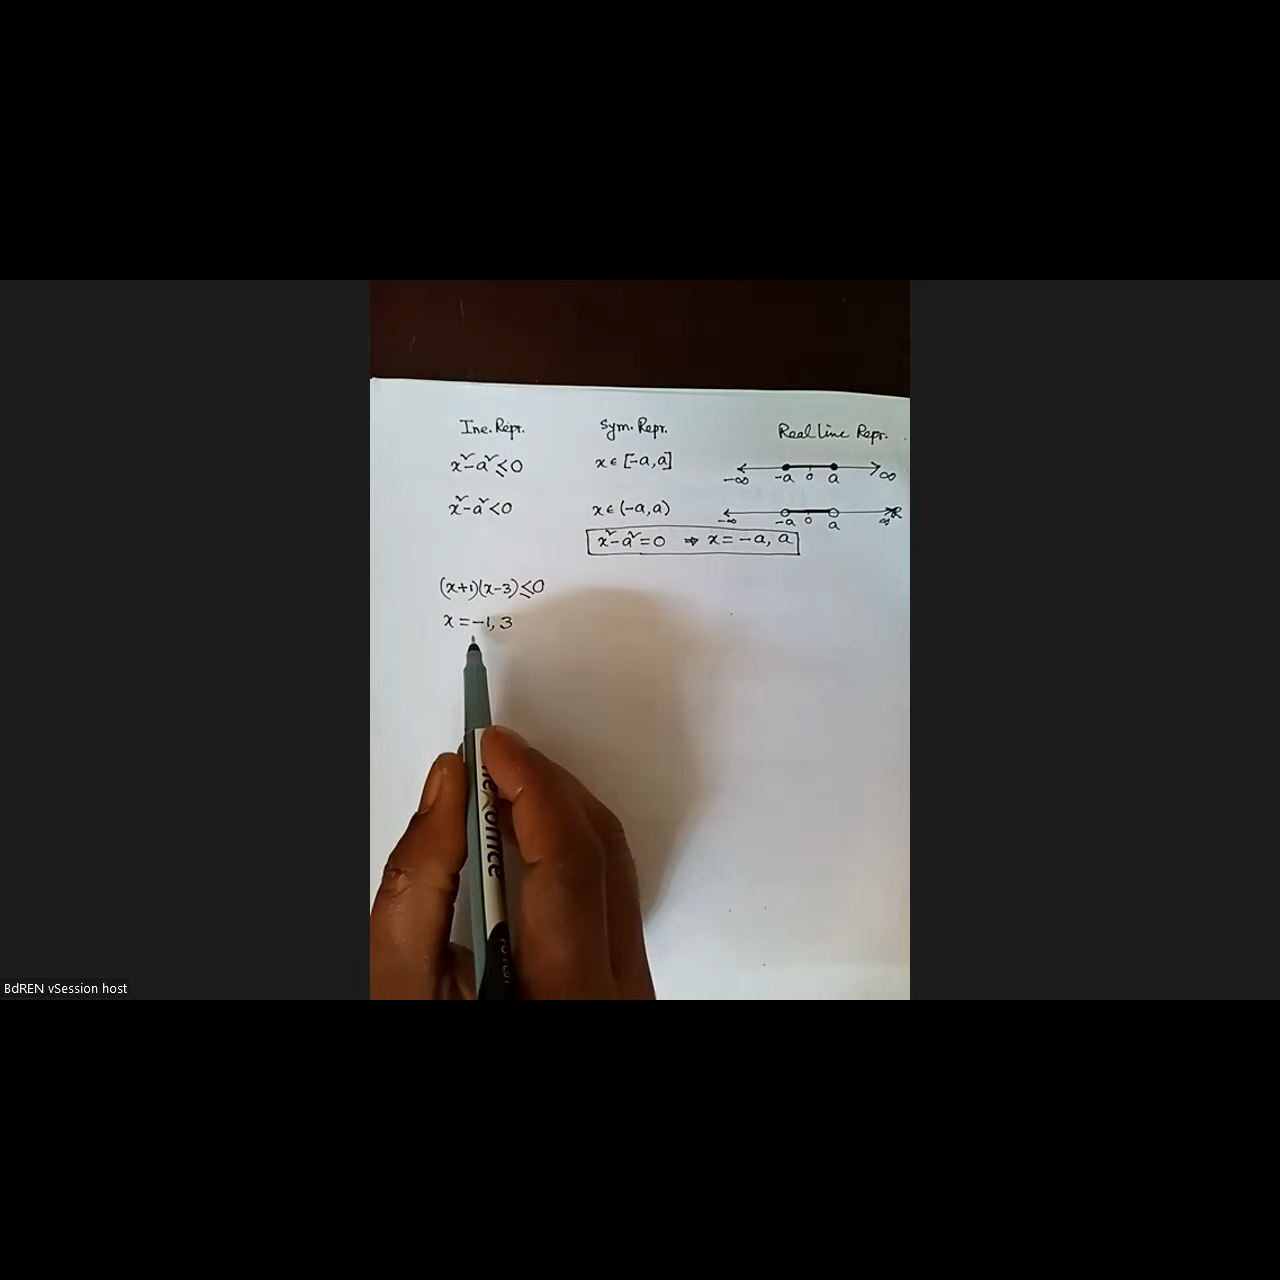 Ine. Repr. Sym. Repr. Real Line Repr.
x²-a²≤0 x ∈ [-a, a] -∞ -a 0 a ∞
x²-a²<0 x ∈ (-a, a) -∞ -a 0 a ∞
x²-a²=0 ⇒ x = -a, a
(x+1)(x-3)≤0
x = -1, 3
BdREN vSession host